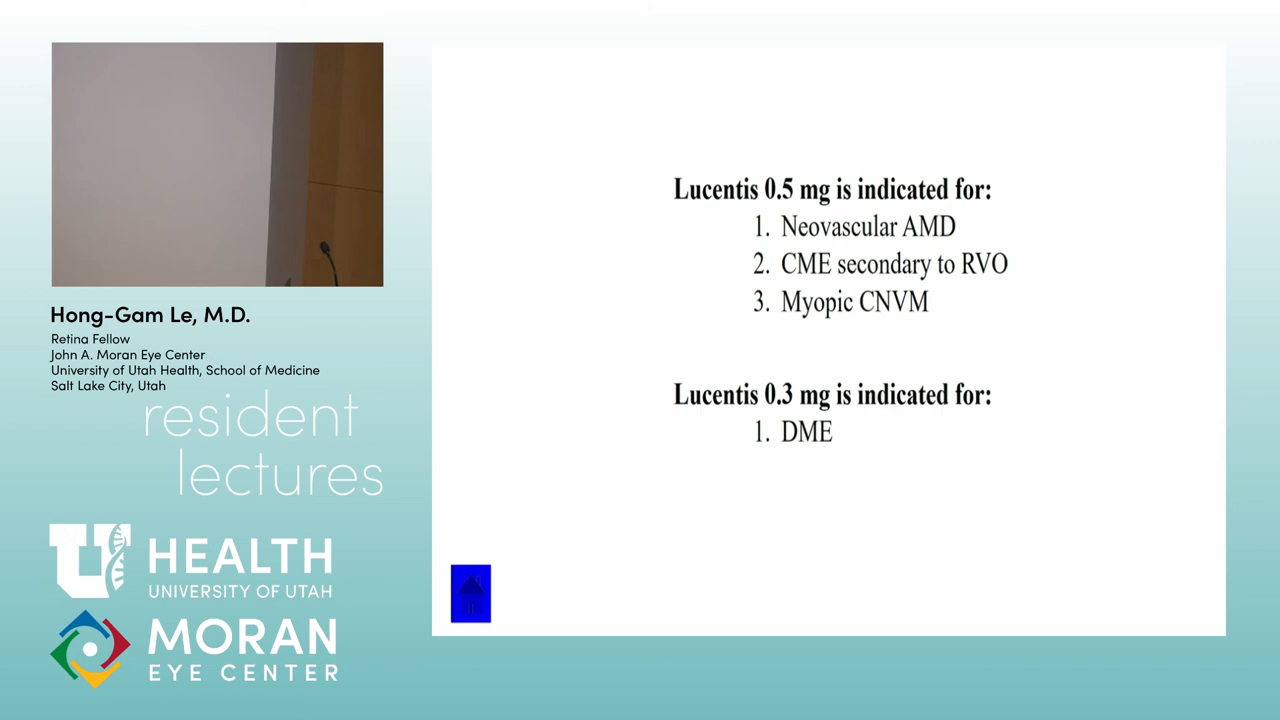 Hong-Gam Le, M.D.
Retina Fellow
John A. Moran Eye Center
University of Utah Health, School of Medicine
Salt Lake City, Utah
resident
lectures
U HEALTH
UNIVERSITY OF UTAH
MORAN
EYE CENTER
Lucentis 0.5 mg is indicated for:
1. Neovascular AMD
2. CME secondary to RVO
3. Myopic CNVM
Lucentis 0.3 mg is indicated for:
1. DME